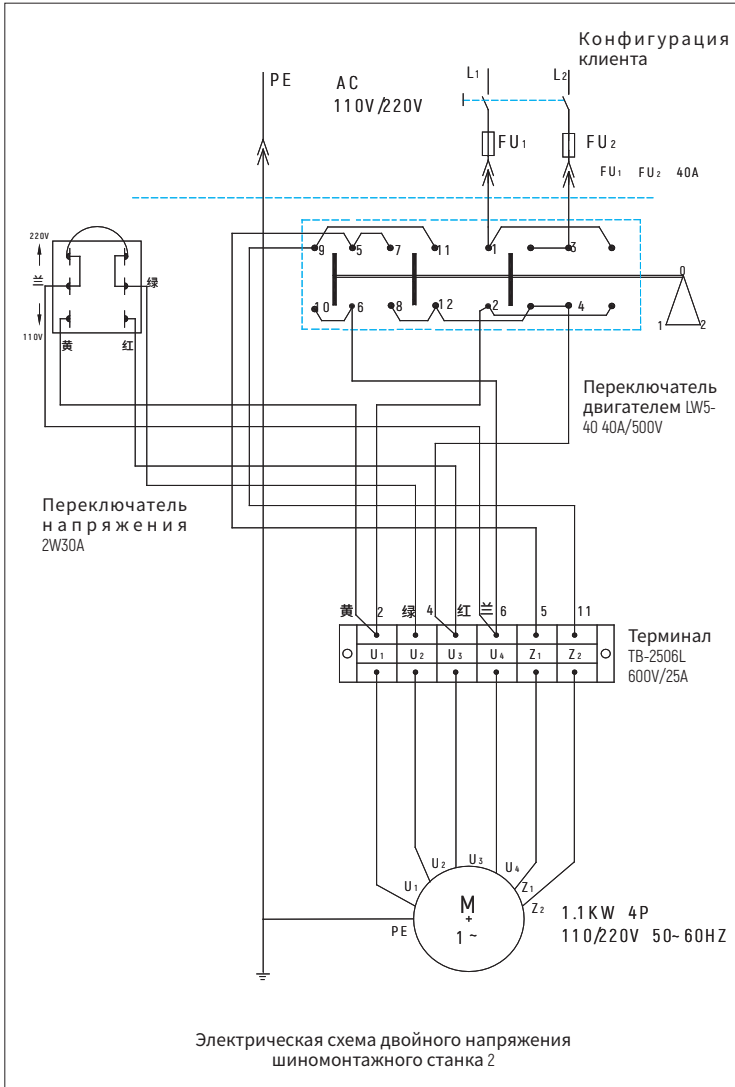 Конфигурация
клиента
PE
AC
110V/220V
L1
L2
FU1
FU2
FU1 FU2 40A
220V
兰
绿
110V
黄 红
9 5 7 11 1 3
10 6 8 12 2 4
0
1 2
Переключатель
двигателем LW5-
40 40A/500V
Переключатель
напряжения
2W30A
黄 2 绿 4 红 兰 6 5 11
U1 U2 U3 U4 Z1 Z2
Терминал
TB-2506L
600V/25A
U1 U2 U3 U4 Z1 Z2
PE
M
+
1 ~
1.1KW 4P
110/220V 50~60HZ
Электрическая схема двойного напряжения
шиномонтажного станка 2